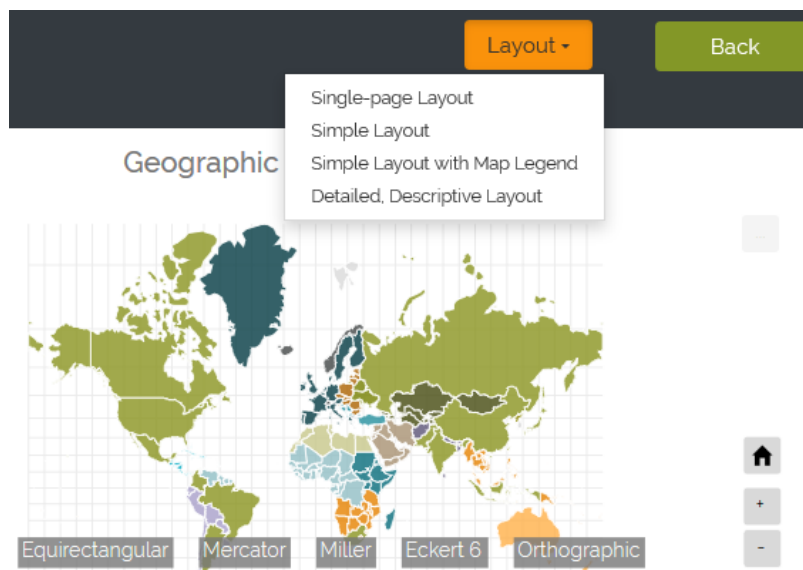 Layout
Back
Single-page Layout
Simple Layout
Simple Layout with Map Legend
Detailed, Descriptive Layout
Geographic
+
-
Equirectangular
Mercator
Miller
Eckert 6
Orthographic